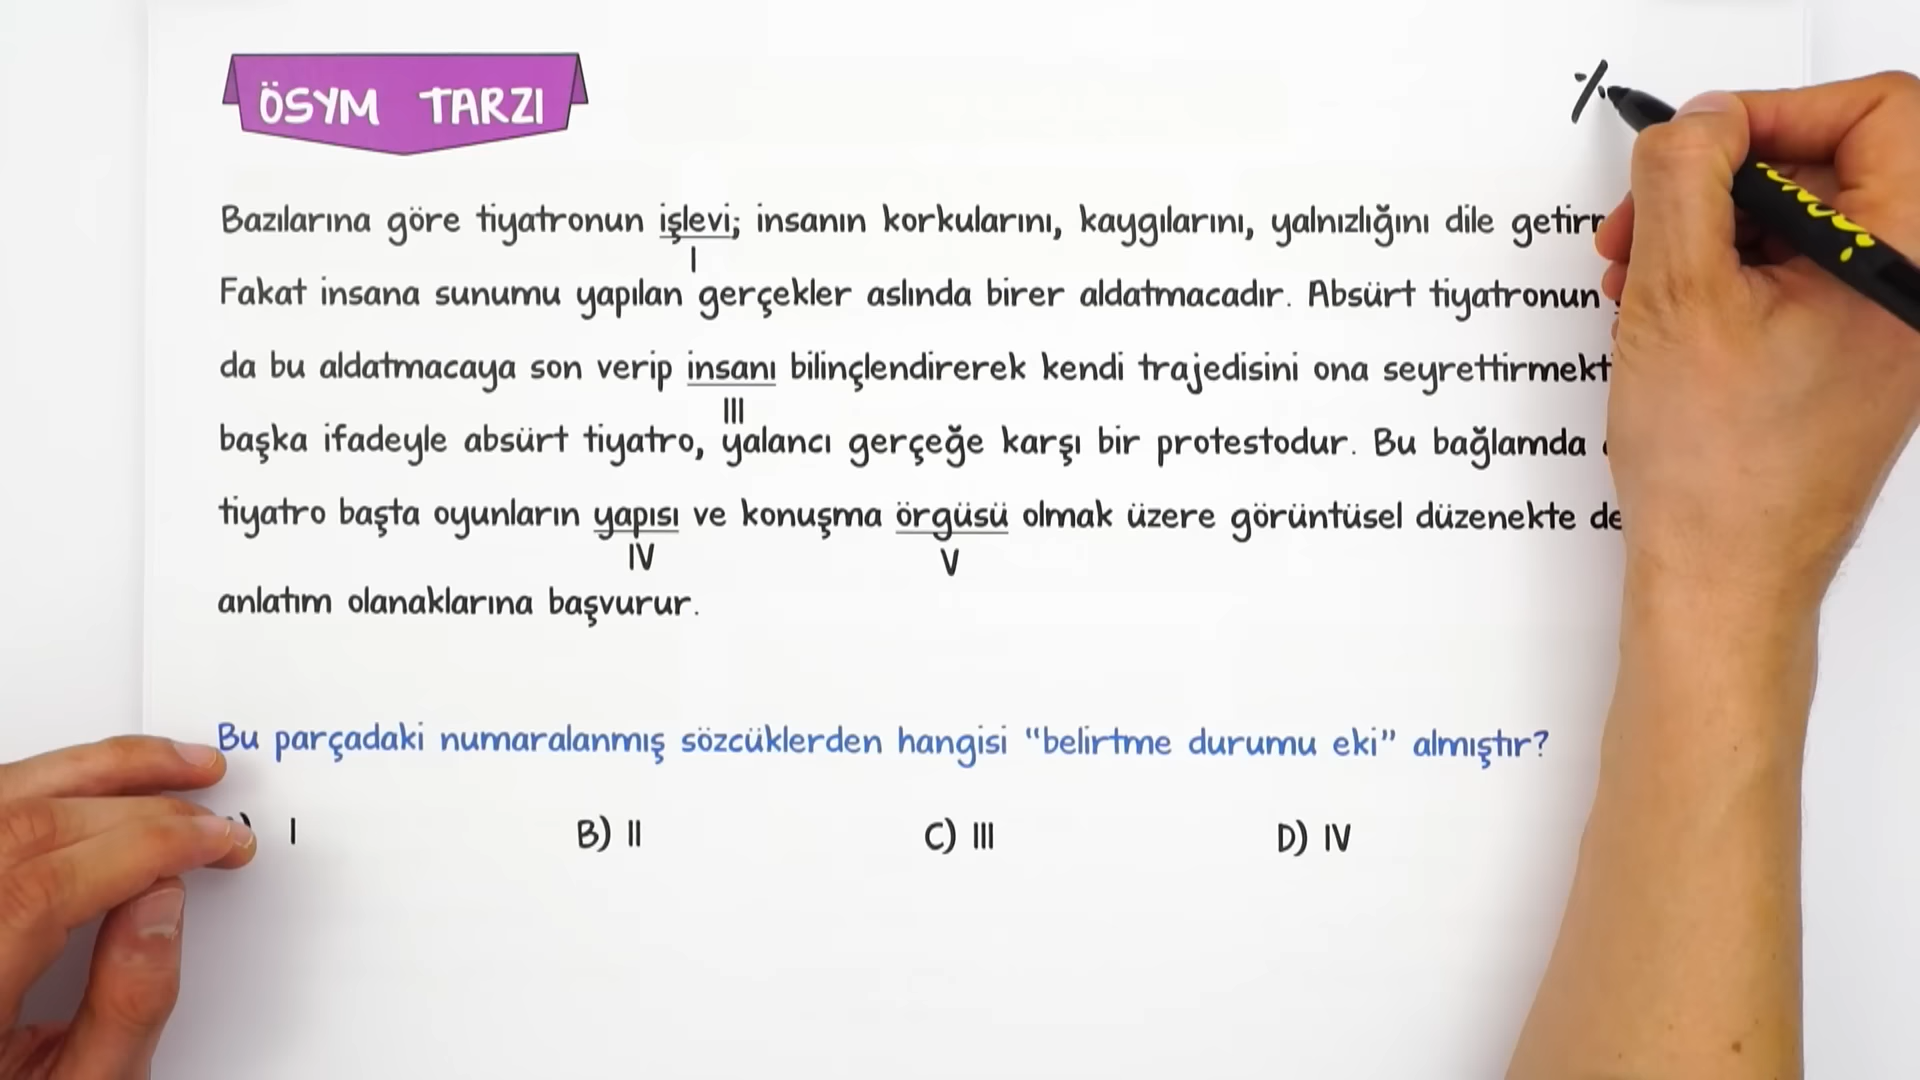 ÖSYM TARZI
%
Bazılarına göre tiyatronun işlevi; insanın korkularını, kaygılarını, yalnızlığını dile
I
Fakat insana sunumu yapılan gerçekler aslında birer aldatmacadır. Absürt tiyatronun
da bu aldatmacaya son verip insanı bilinçlendirerek kendi trajedisini ona
III
başka ifadeyle absürt tiyatro, yalancı gerçeğe karşı bir protestodur. Bu bağlamda
tiyatro başta oyunların yapısı ve konuşma örgüsü olmak üzere görüntüsel düzenekte
IV V
anlatım olanaklarına başvurur.
Bu parçadaki numaralanmış sözcüklerden hangisi “belirtme durumu eki” almıştır?
I B) II C) III D) IV